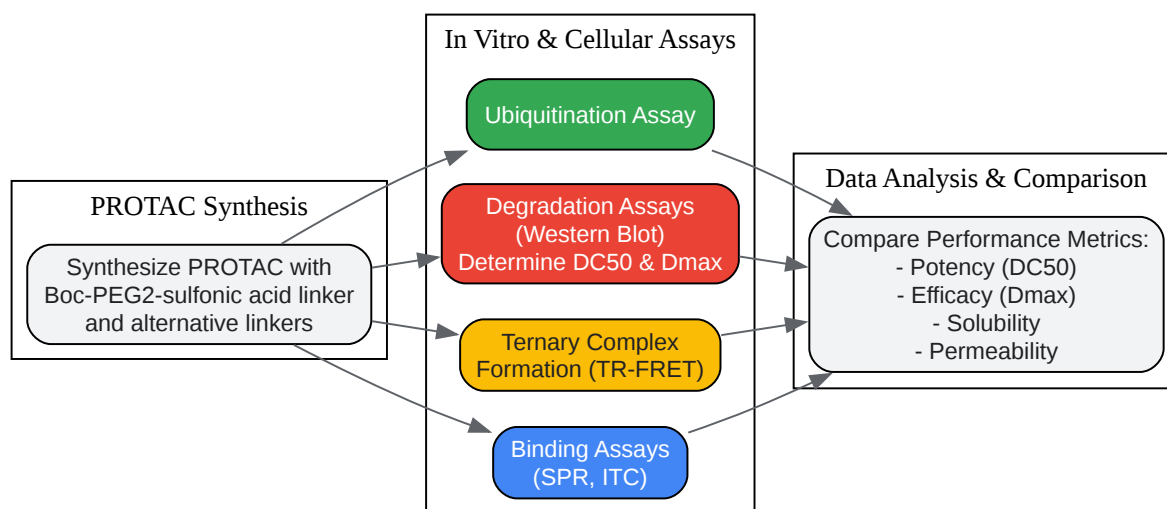 PROTAC Synthesis
Synthesize PROTAC with
Boc-PEG2-sulfonic acid linker
and alternative linkers
In Vitro & Cellular Assays
Ubiquitination Assay
Degradation Assays
(Western Blot)
Determine DC50 & Dmax
Ternary Complex
Formation (TR-FRET)
Binding Assays
(SPR, ITC)
Data Analysis & Comparison
Compare Performance Metrics:
- Potency (DC50)
- Efficacy (Dmax)
- Solubility
- Permeability